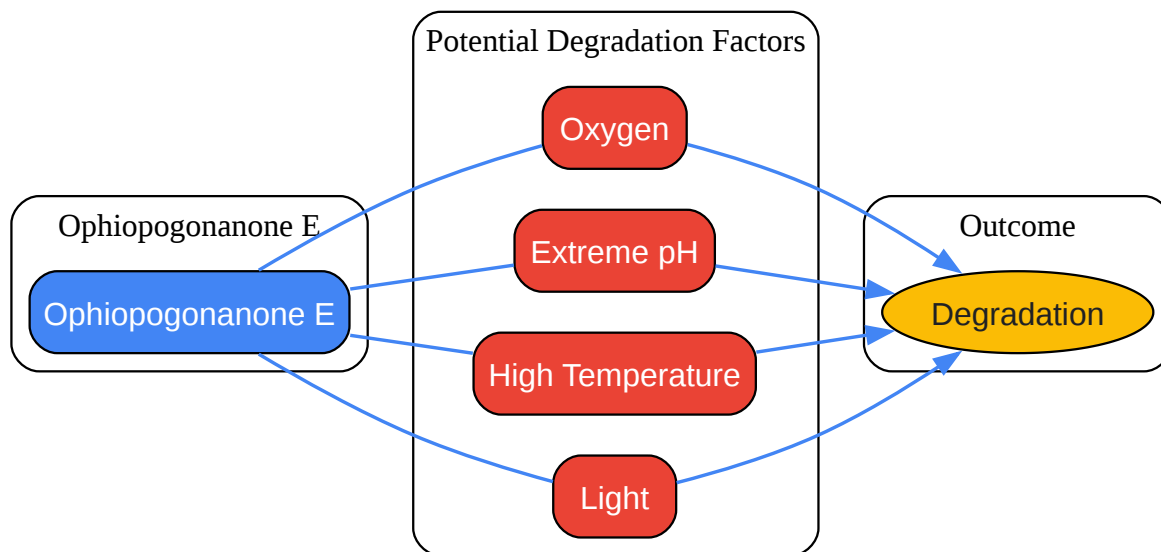 Potential Degradation Factors
Oxygen
Ophiopogonanone E
Outcome
Extreme pH
Ophiopogonanone E
Degradation
High Temperature
Light